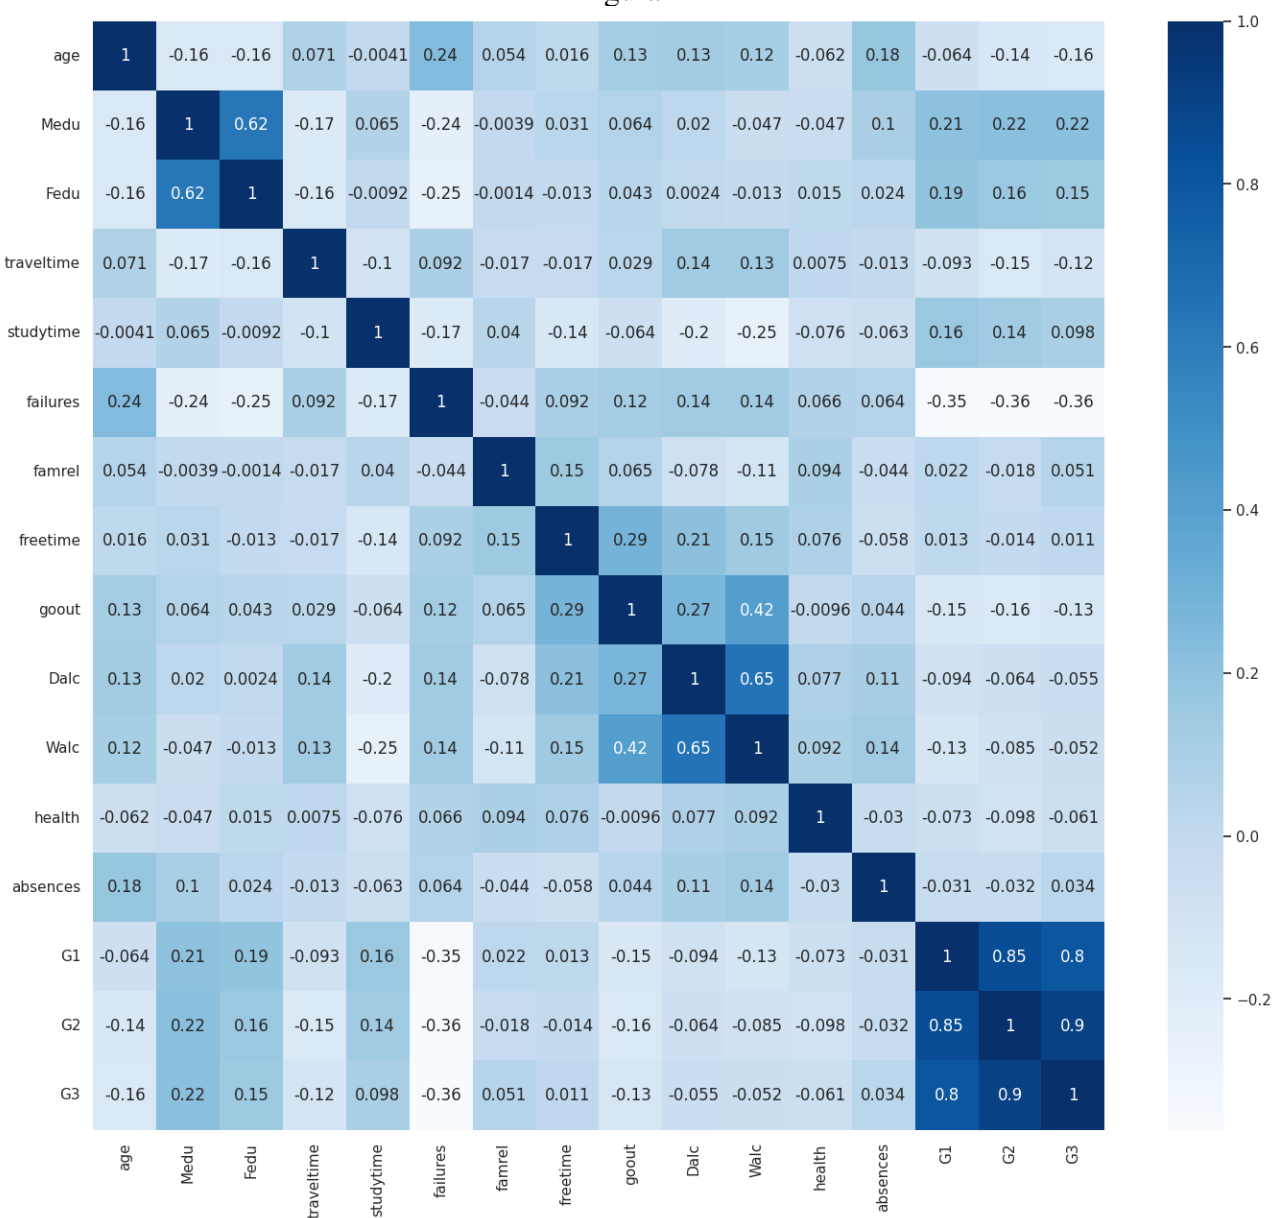 age 1 -0.16 -0.16 0.071 -0.0041 0.24 0.054 0.016 0.13 0.13 0.12 -0.062 0.18 -0.064 -0.14 -0.16
Medu -0.16 1 0.62 -0.17 0.065 -0.24 -0.0039 0.031 0.064 0.02 -0.047 -0.047 0.1 0.21 0.22 0.22
Fedu -0.16 0.62 1 -0.16 -0.0092 -0.25 -0.0014 -0.013 0.043 0.0024 -0.013 0.015 0.024 0.19 0.16 0.15
traveltime 0.071 -0.17 -0.16 1 -0.1 0.092 -0.017 -0.017 0.029 0.14 0.13 0.0075 -0.013 -0.093 -0.15 -0.12
studytime -0.0041 0.065 -0.0092 -0.1 1 -0.17 0.04 -0.14 -0.064 -0.2 -0.25 -0.076 -0.063 0.16 0.14 0.098
failures 0.24 -0.24 -0.25 0.092 -0.17 1 -0.044 0.092 0.12 0.14 0.14 0.066 0.064 -0.35 -0.36 -0.36
famrel 0.054 -0.0039 -0.0014 -0.017 0.04 -0.044 1 0.15 0.065 -0.078 -0.11 0.094 -0.044 0.022 -0.018 0.051
freetime 0.016 0.031 -0.013 -0.017 -0.14 0.092 0.15 1 0.29 0.21 0.15 0.076 -0.058 0.013 -0.014 0.011
goout 0.13 0.064 0.043 0.029 -0.064 0.12 0.065 0.29 1 0.27 0.42 -0.0096 0.044 -0.15 -0.16 -0.13
Dalc 0.13 0.02 0.0024 0.14 -0.2 0.14 -0.078 0.21 0.27 1 0.65 0.077 0.11 -0.094 -0.064 -0.055
Walc 0.12 -0.047 -0.013 0.13 -0.25 0.14 -0.11 0.15 0.42 0.65 1 0.092 0.14 -0.13 -0.085 -0.052
health -0.062 -0.047 0.015 0.0075 -0.076 0.066 0.094 0.076 -0.0096 0.077 0.092 1 -0.03 -0.073 -0.098 -0.061
absences 0.18 0.1 0.024 -0.013 -0.063 0.064 -0.044 -0.058 0.044 0.11 0.14 -0.03 1 -0.031 -0.032 0.034
G1 -0.064 0.21 0.19 -0.093 0.16 -0.35 0.022 0.013 -0.15 -0.094 -0.13 -0.073 -0.031 1 0.85 0.8
G2 -0.14 0.22 0.16 -0.15 0.14 -0.36 -0.018 -0.014 -0.16 -0.064 -0.085 -0.098 -0.032 0.85 1 0.9
G3 -0.16 0.22 0.15 -0.12 0.098 -0.36 0.051 0.011 -0.13 -0.055 -0.052 -0.061 0.034 0.8 0.9 1
age Medu Fedu traveltime studytime failures famrel freetime goout Dalc Walc health absences G1 G2 G3
1.0
0.8
0.6
0.4
0.2
0.0
−0.2